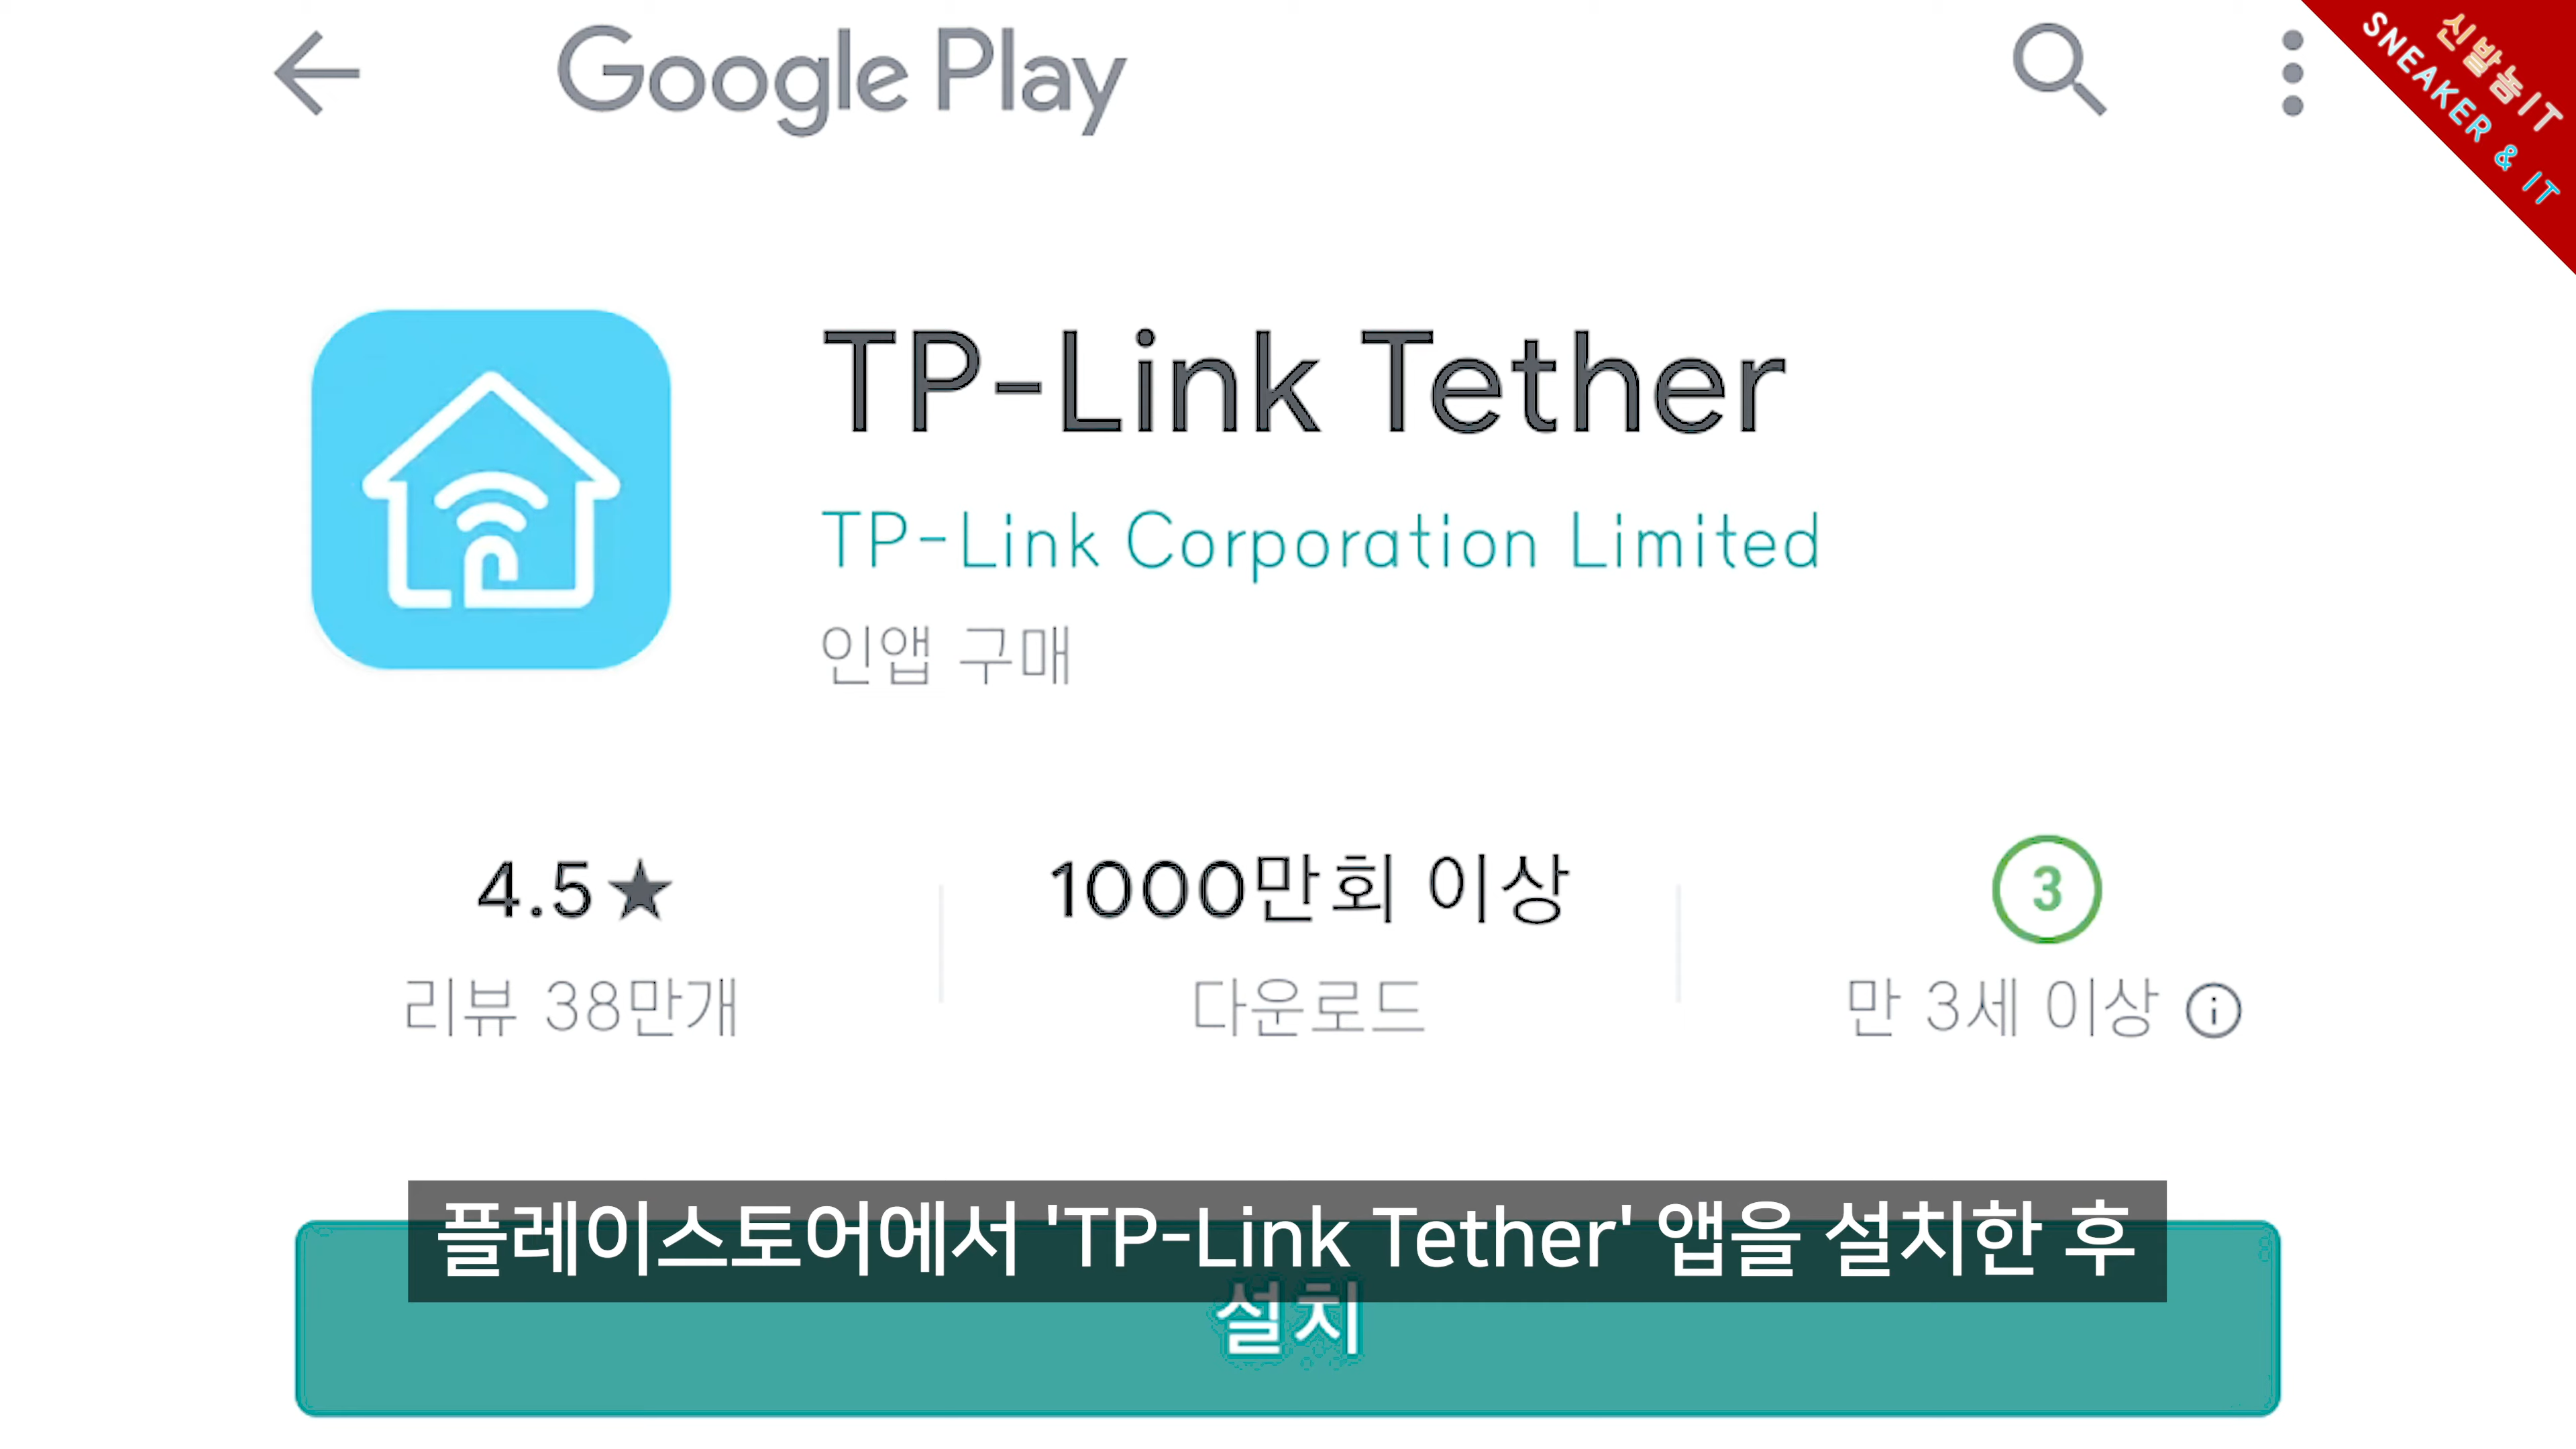 Google Play
신발놈IT
SNEAKER & IT
TP-Link Tether
TP-Link Corporation Limited
인앱 구매
4.5★
리뷰 38만개
1000만회 이상
다운로드
3
만 3세 이상
플레이스토어에서 'TP-Link Tether' 앱을 설치한 후
설치